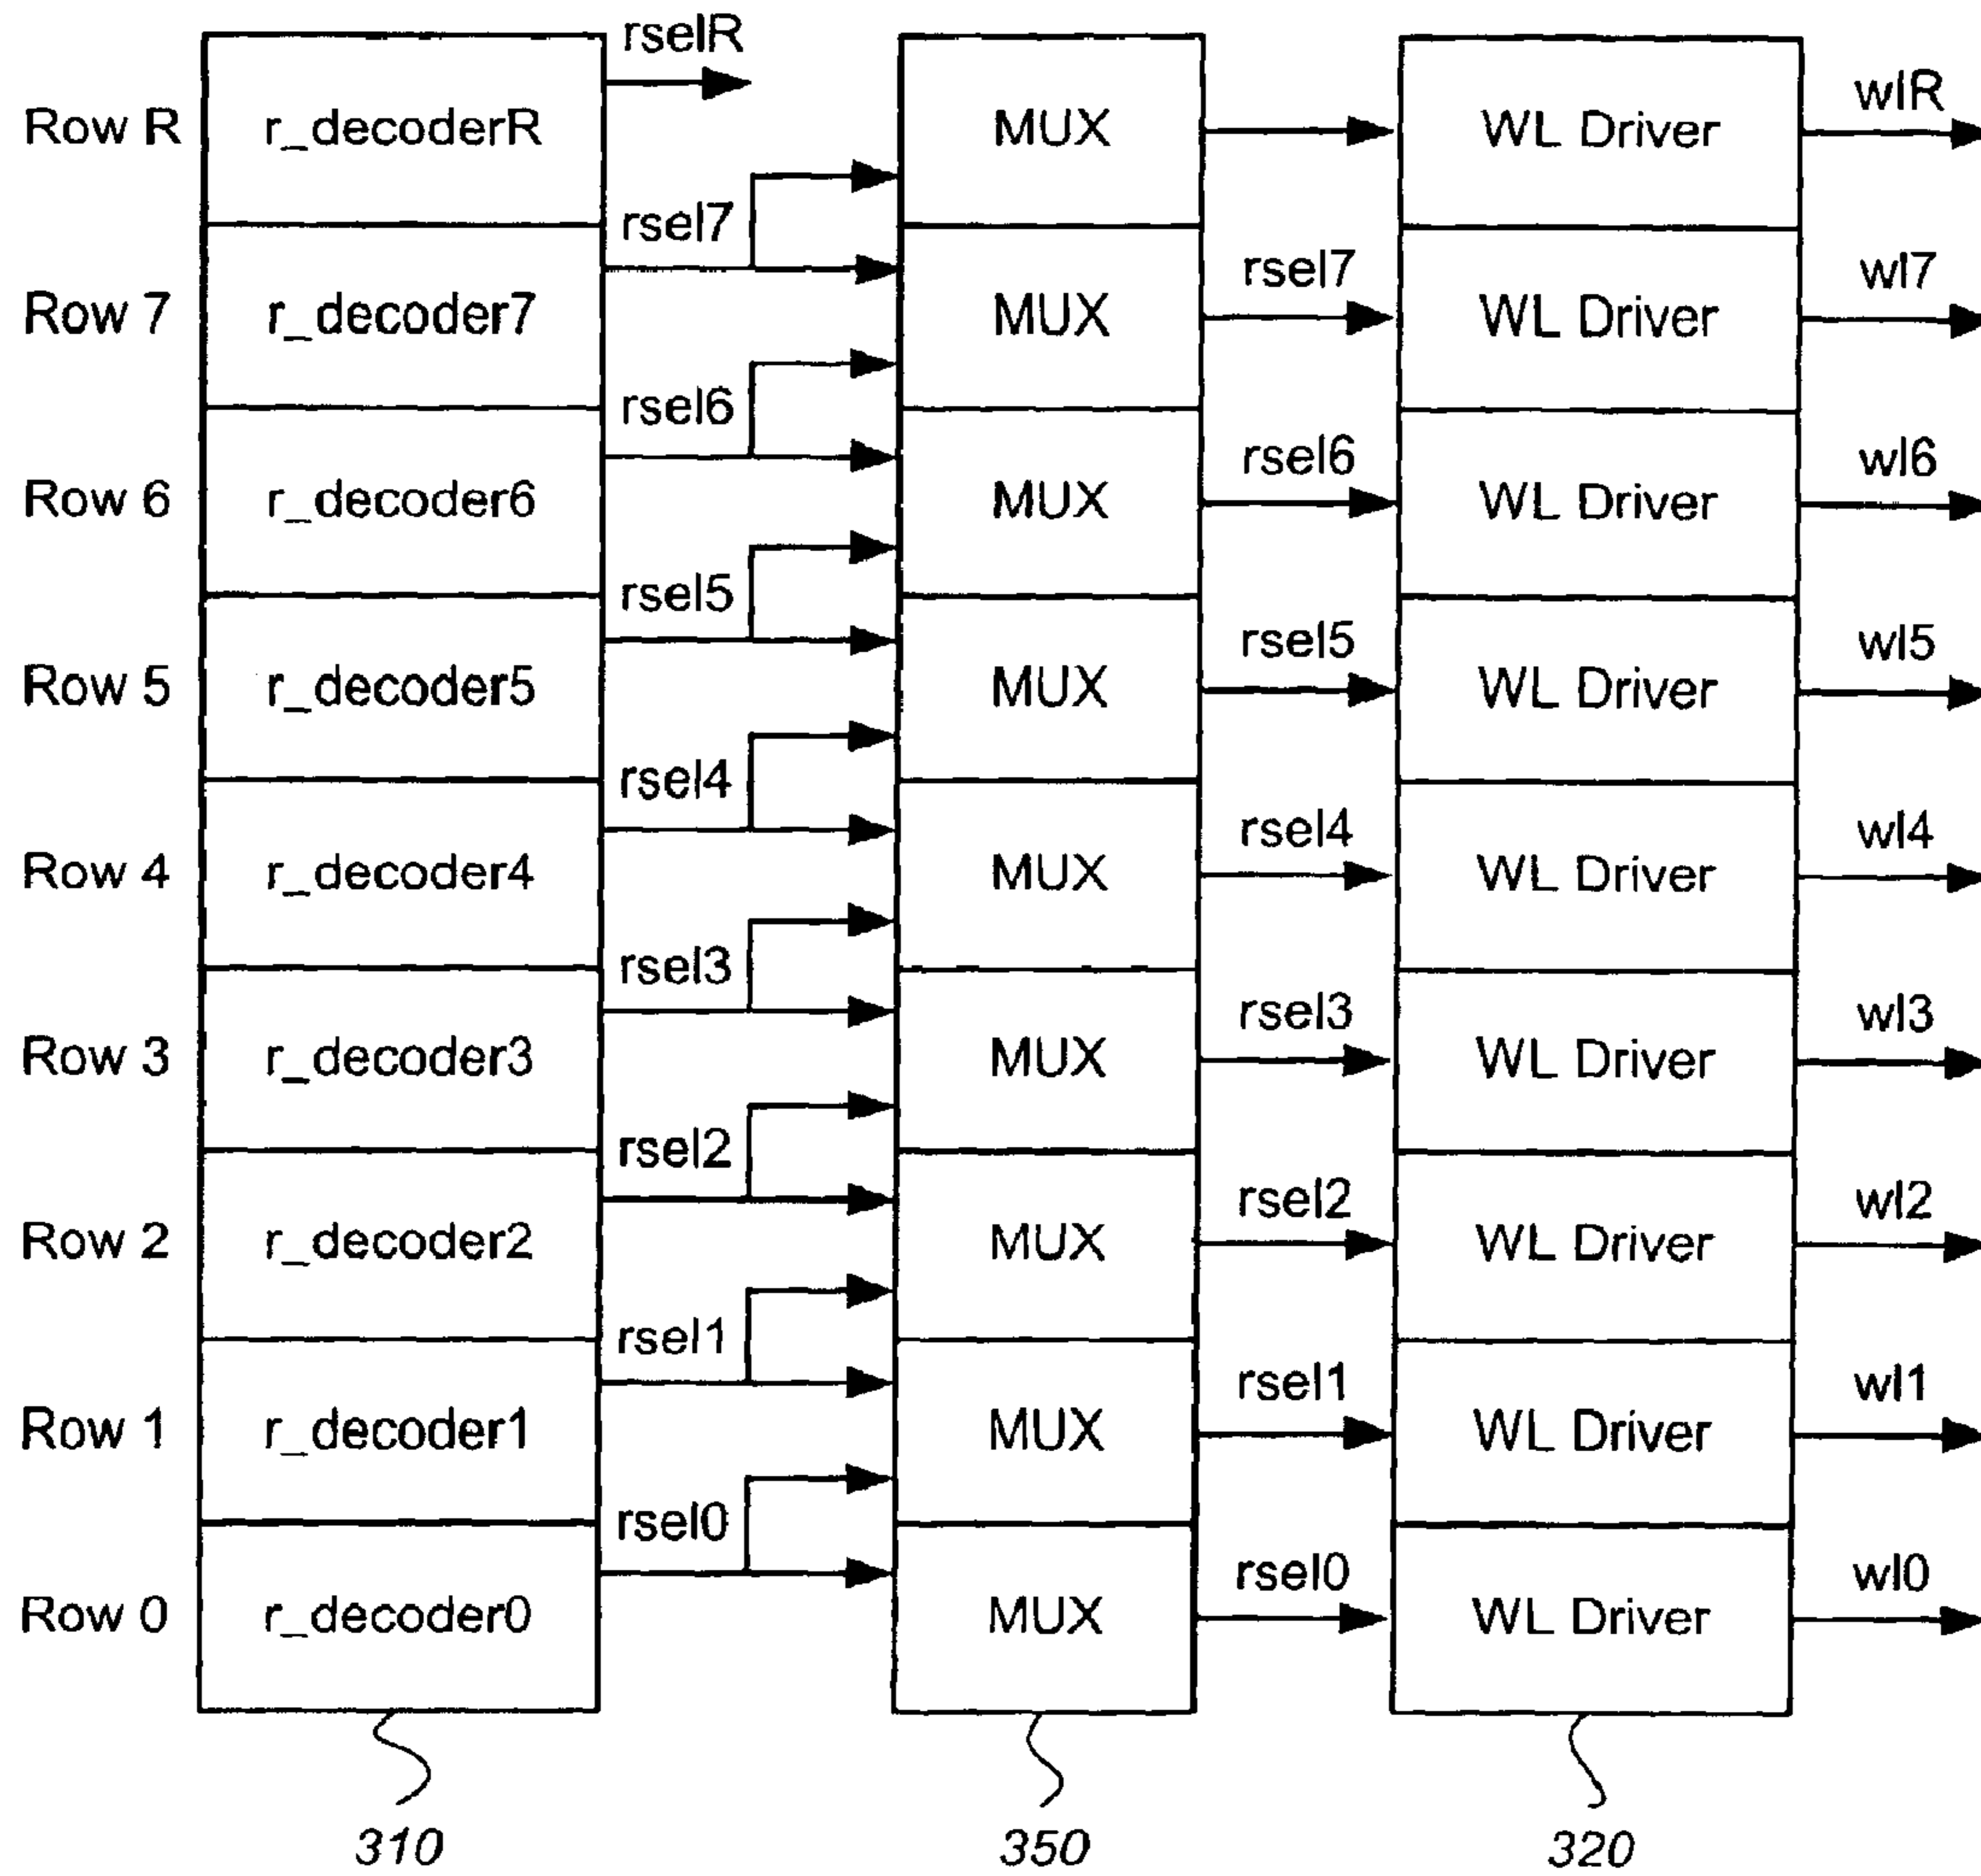 rselR
Row R r_decoderR MUX WL Driver wlR
rsel7
Row 7 r_decoder7 MUX rsel7 WL Driver wl7
rsel6
Row 6 r_decoder6 MUX rsel6 WL Driver wl6
rsel5
Row 5 r_decoder5 MUX rsel5 WL Driver wl5
rsel4
Row 4 r_decoder4 MUX rsel4 WL Driver wl4
rsel3
Row 3 r_decoder3 MUX rsel3 WL Driver wl3
rsel2
Row 2 r_decoder2 MUX rsel2 WL Driver wl2
rsel1
Row 1 r_decoder1 MUX rsel1 WL Driver wl1
rsel0
Row 0 r_decoder0 MUX rsel0 WL Driver wl0
310 350 320